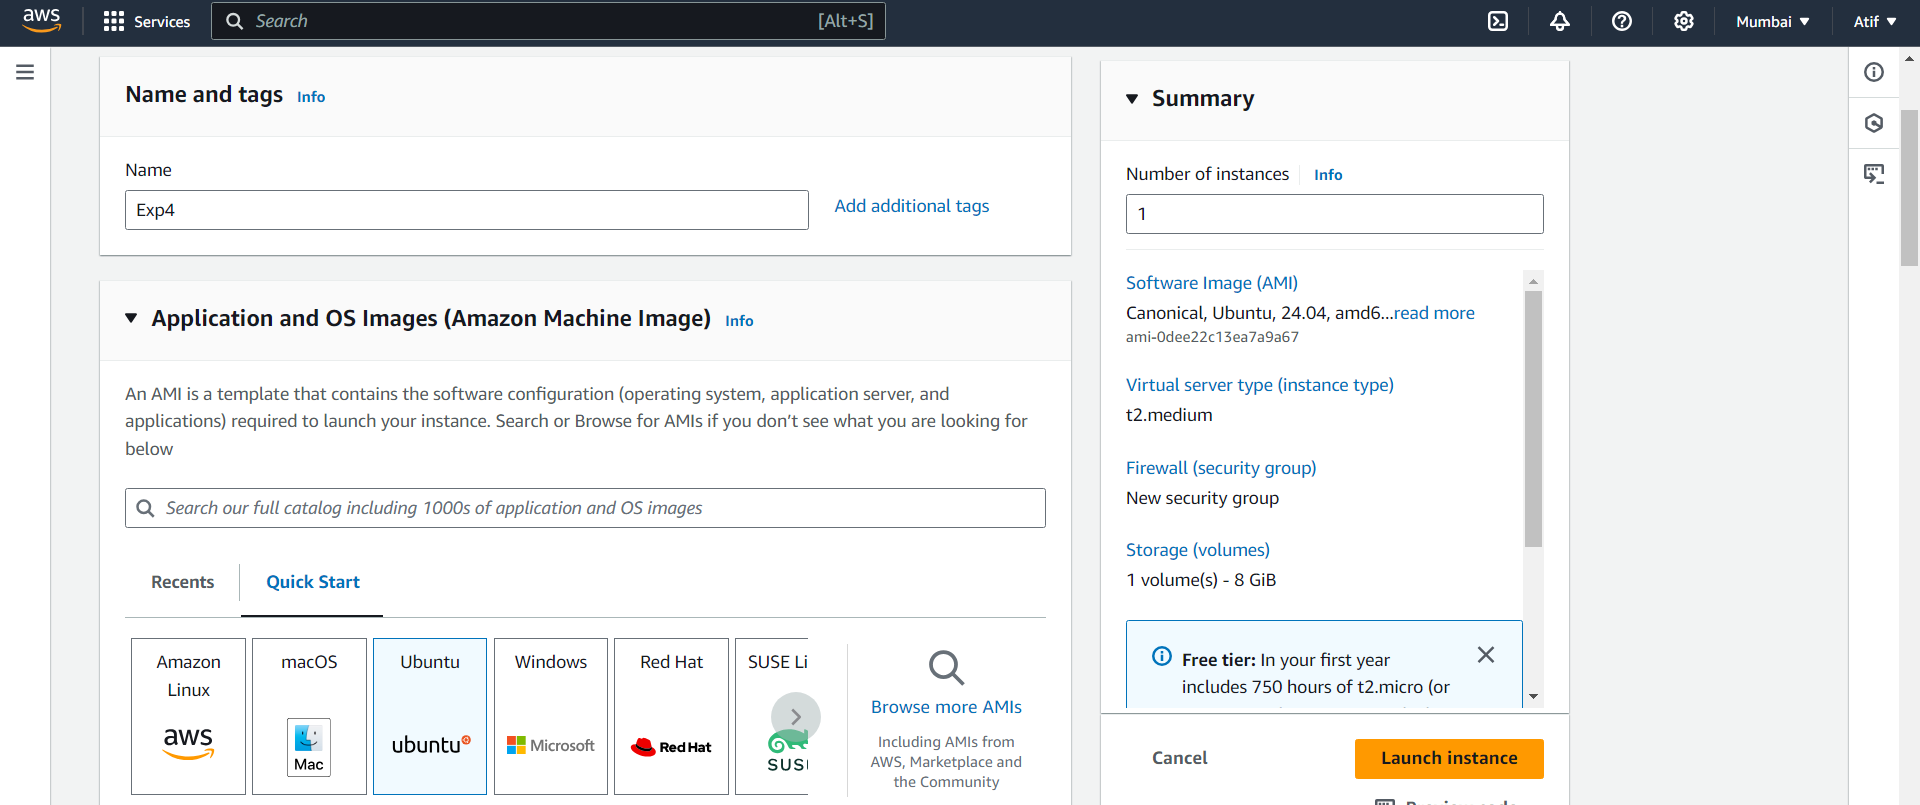 aws
Services
Search
[Alt+S]
Mumbai
Atif
Name and tags Info
Name
Exp4
Add additional tags
Application and OS Images (Amazon Machine Image) Info
An AMI is a template that contains the software configuration (operating system, application server, and
applications) required to launch your instance. Search or Browse for AMIs if you don’t see what you are looking for
below
Search our full catalog including 1000s of application and OS images
Recents
Quick Start
Amazon
Linux
aws
macOS
Mac
Ubuntu
ubuntu
Windows
Microsoft
Red Hat
Red Hat
SUSE Li
SUS
Browse more AMIs
Including AMIs from
AWS, Marketplace and
the Community
Summary
Number of instances Info
1
Software Image (AMI)
Canonical, Ubuntu, 24.04, amd6...read more
ami-0dee22c13ea7a9a67
Virtual server type (instance type)
t2.medium
Firewall (security group)
New security group
Storage (volumes)
1 volume(s) - 8 GiB
Free tier: In your first year
includes 750 hours of t2.micro (or
Cancel
Launch instance